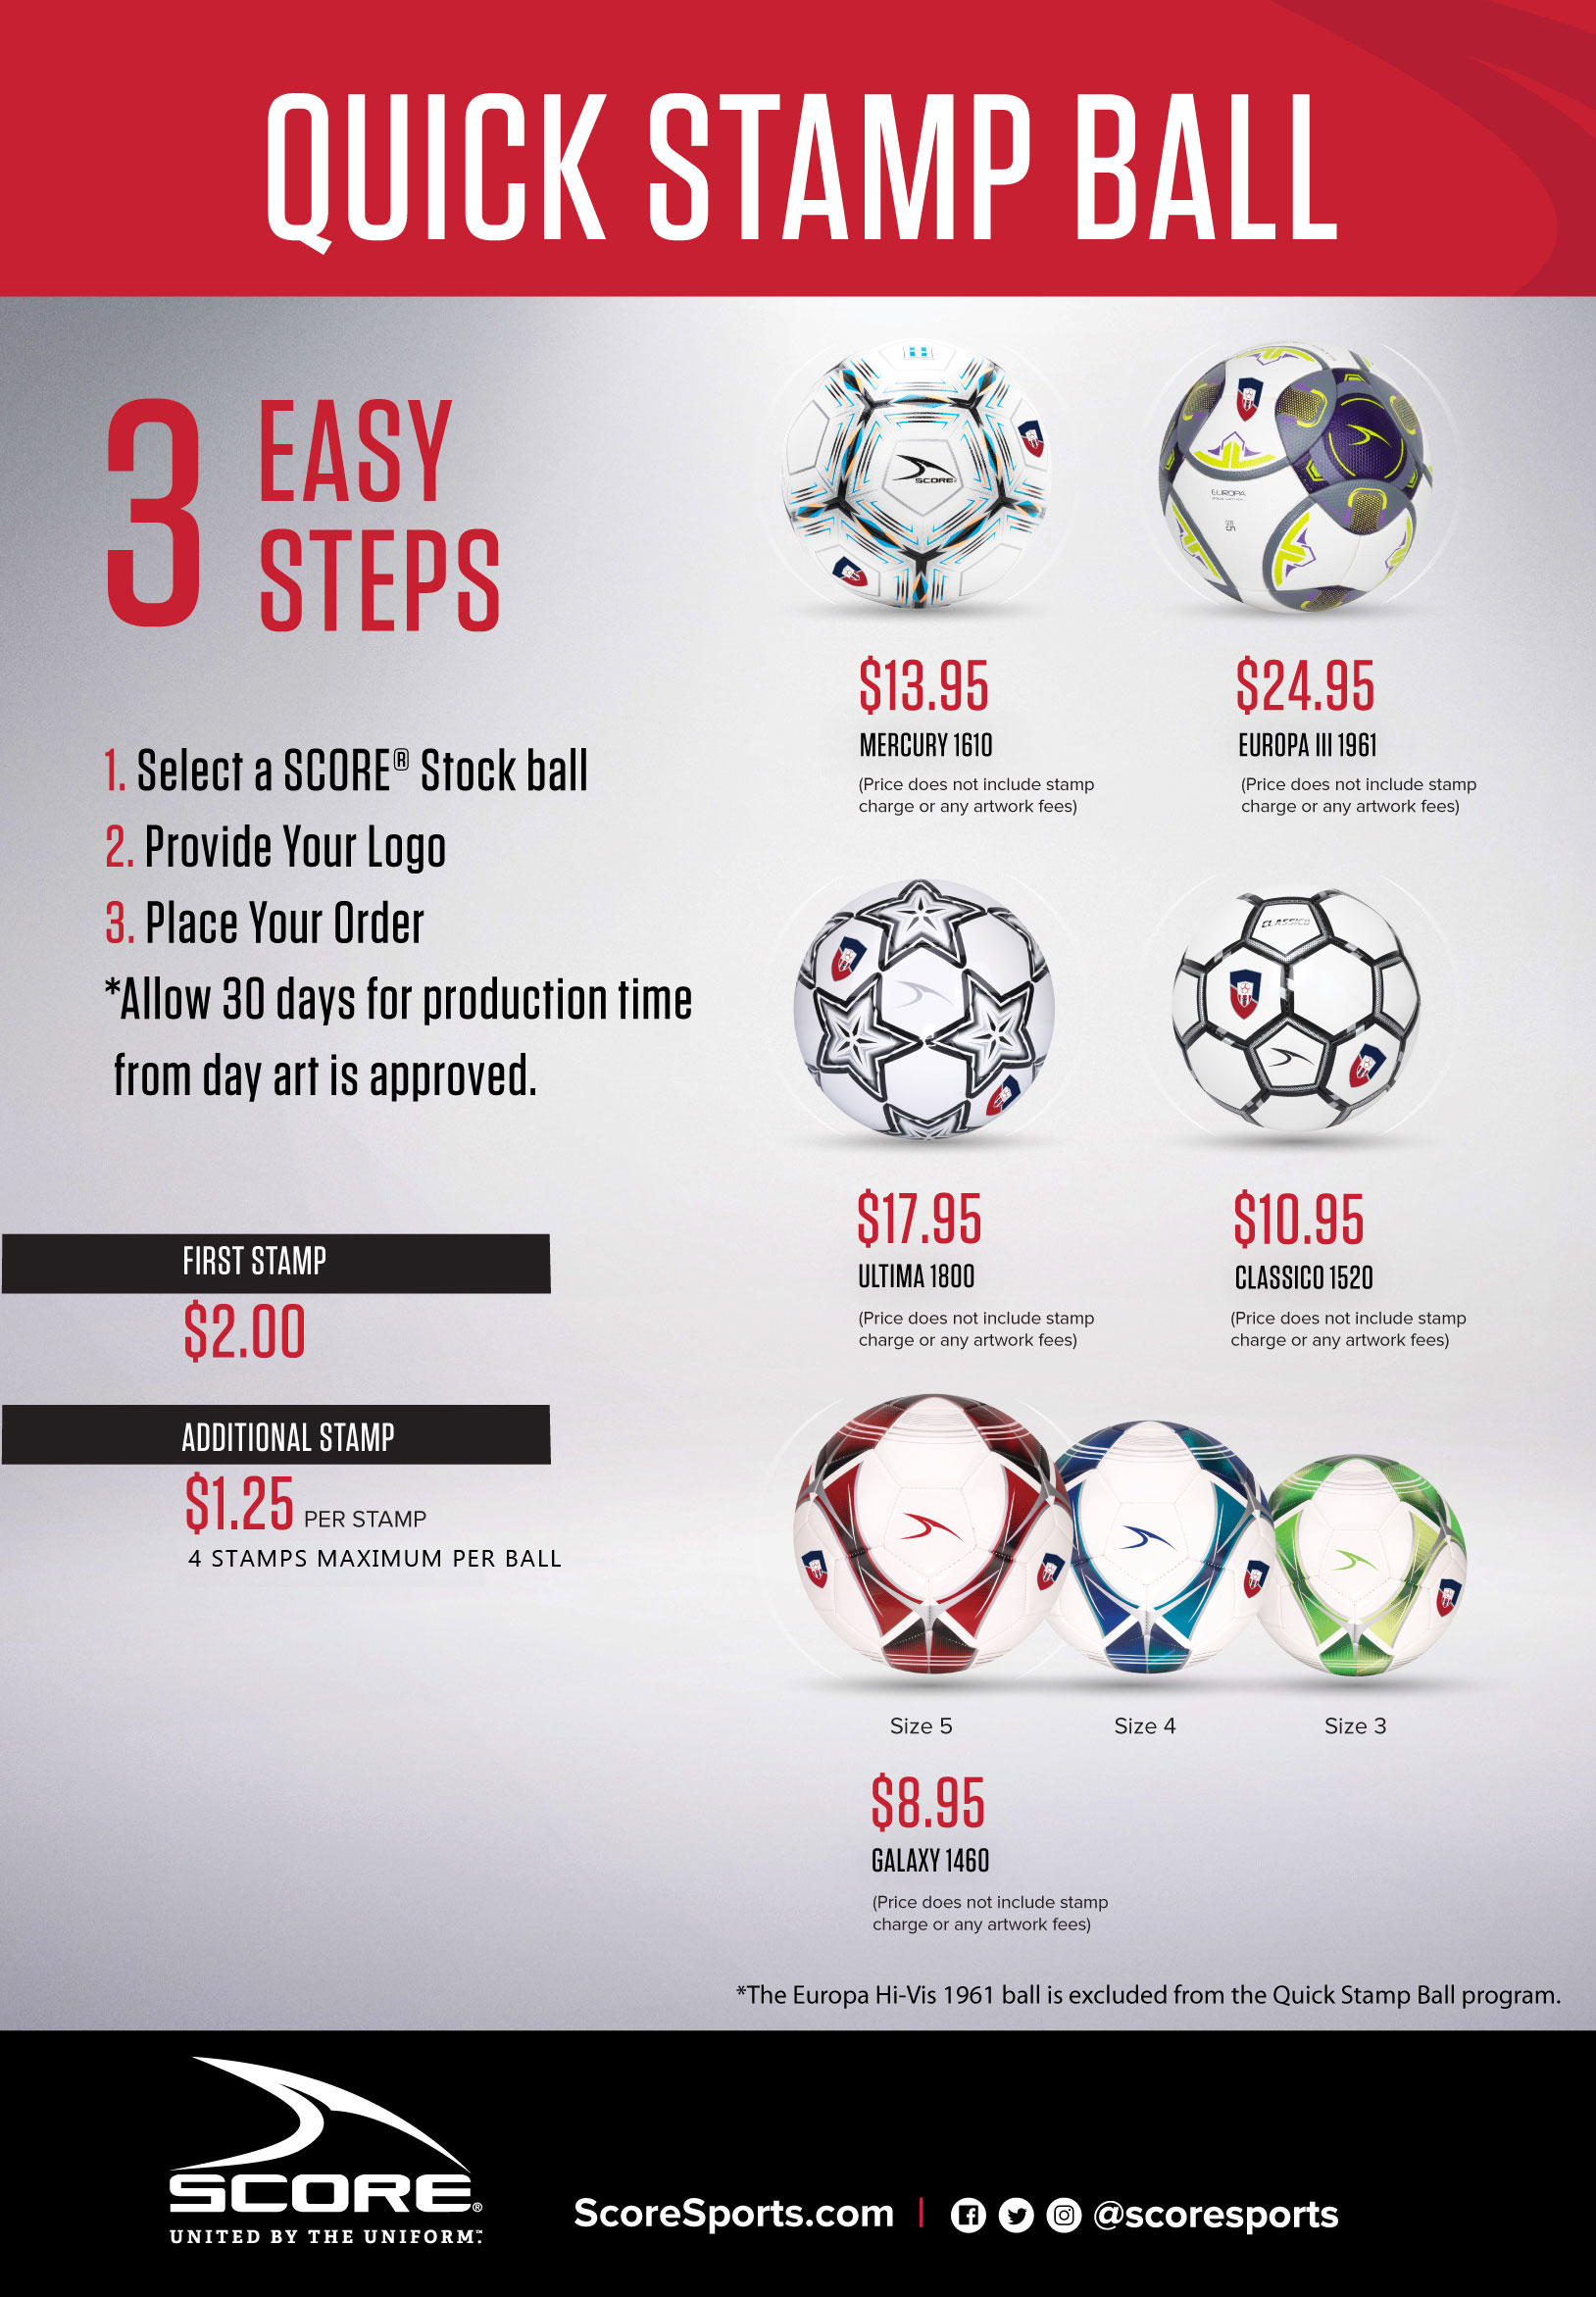 QUICK STAMP BALL
3 EASY
STEPS
1. Select a SCORE® Stock ball
2. Provide Your Logo
3. Place Your Order
*Allow 30 days for production time
from day art is approved.
FIRST STAMP
$2.00
ADDITIONAL STAMP
$1.25 PER STAMP
4 STAMPS MAXIMUM PER BALL
SCORE
$13.95
MERCURY 1610
(Price does not include stamp
charge or any artwork fees)
EUROPA
$24.95
EUROPA III 1961
(Price does not include stamp
charge or any artwork fees)
$17.95
ULTIMA 1800
(Price does not include stamp
charge or any artwork fees)
CLASSICO
$10.95
CLASSICO 1520
(Price does not include stamp
charge or any artwork fees)
Size 5
Size 4
Size 3
$8.95
GALAXY 1460
(Price does not include stamp
charge or any artwork fees)
*The Europa Hi-Vis 1961 ball is excluded from the Quick Stamp Ball program.
SCORE®
UNITED BY THE UNIFORM.™
ScoreSports.com | @scoresports